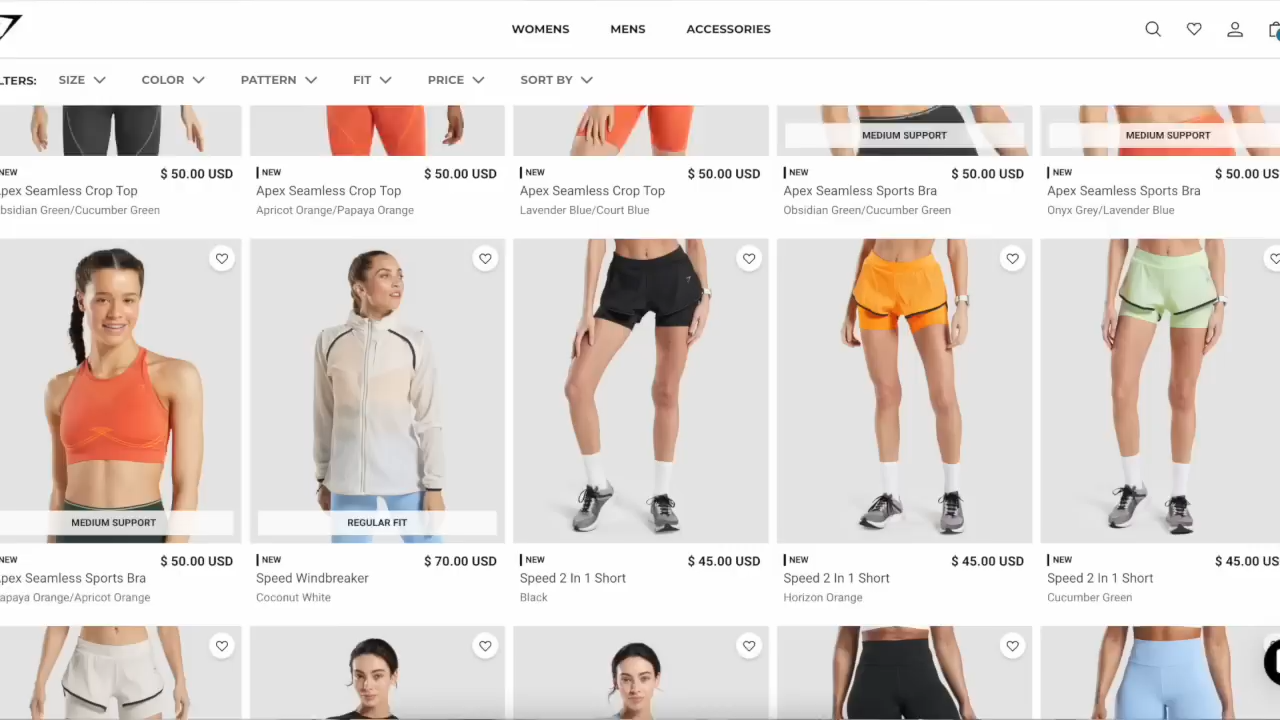 WOMENS MENS ACCESSORIES
LTERS: SIZE COLOR PATTERN FIT PRICE SORT BY
MEDIUM SUPPORT MEDIUM SUPPORT
NEW $ 50.00 USD NEW $ 50.00 USD NEW $ 50.00 USD NEW $ 50.00 USD NEW $ 50.00 US
pex Seamless Crop Top Apex Seamless Crop Top Apex Seamless Crop Top Apex Seamless Sports Bra Apex Seamless Sports Bra
bsidian Green/Cucumber Green Apricot Orange/Papaya Orange Lavender Blue/Court Blue Obsidian Green/Cucumber Green Onyx Grey/Lavender Blue
MEDIUM SUPPORT REGULAR FIT
NEW $ 50.00 USD NEW $ 70.00 USD NEW $ 45.00 USD NEW $ 45.00 USD NEW $ 45.00 US
pex Seamless Sports Bra Speed Windbreaker Speed 2 In 1 Short Speed 2 In 1 Short Speed 2 In 1 Short
apaya Orange/Apricot Orange Coconut White Black Horizon Orange Cucumber Green